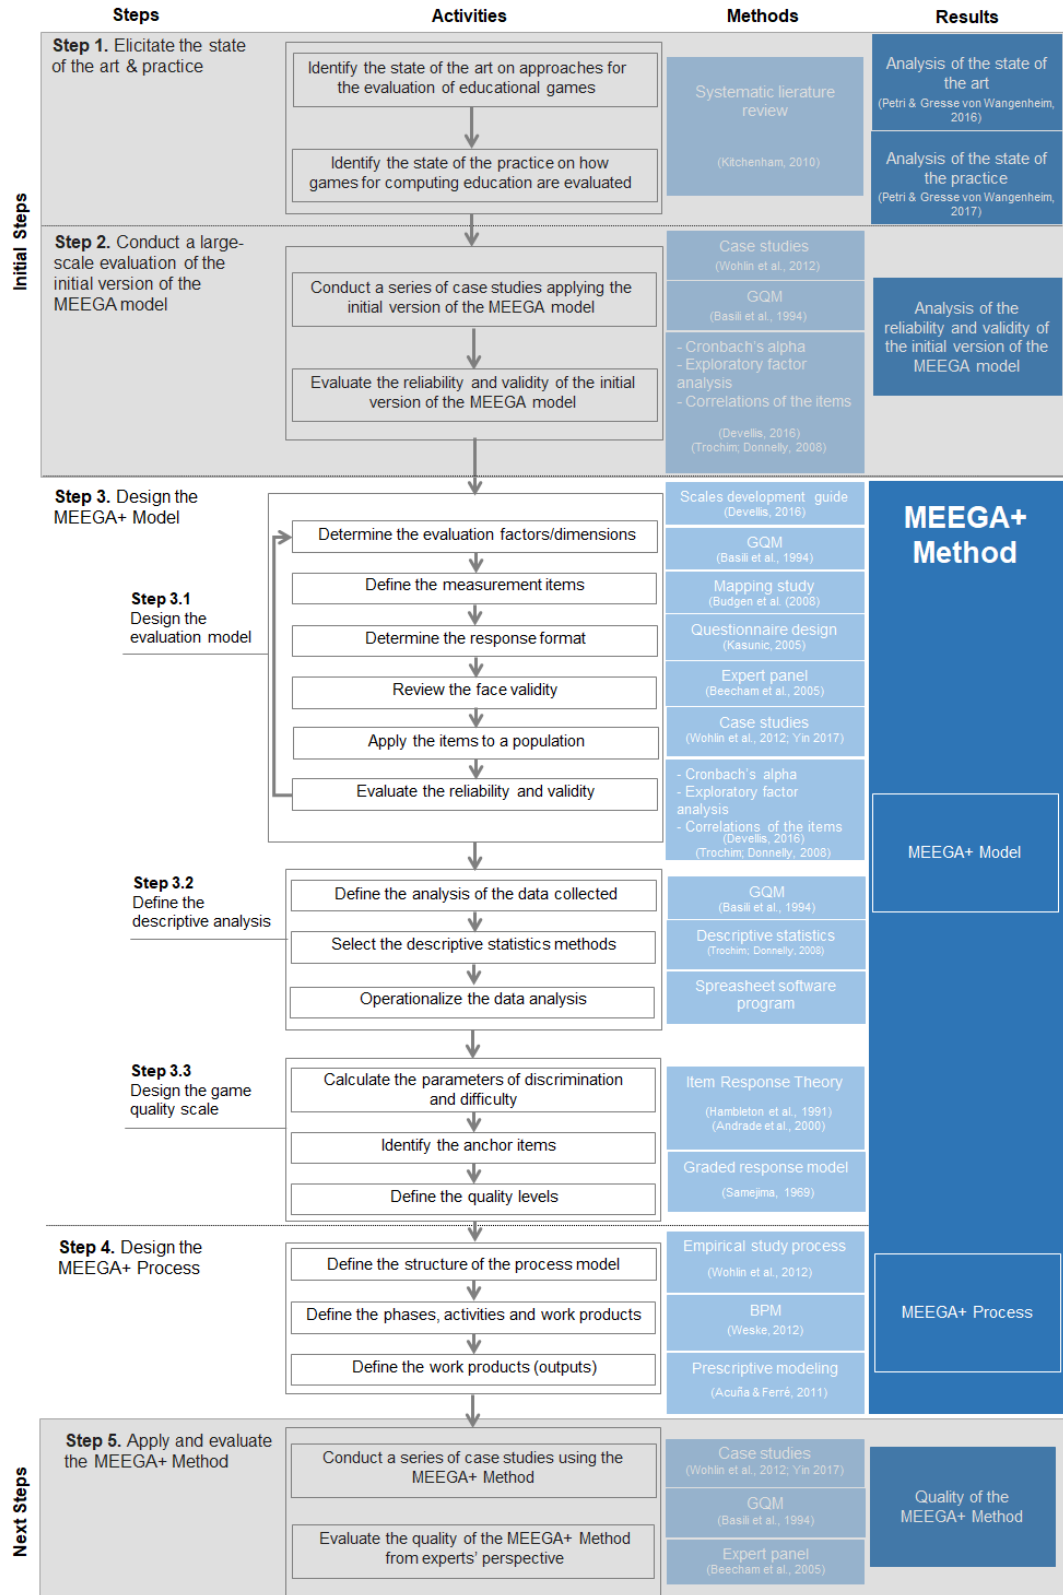 Steps
Activities
Methods
Results
Initial Steps
Step 1. Elicitate the state
of the art & practice
Identify the state of the art on approaches for
the evaluation of educational games
Identify the state of the practice on how
games for computing education are evaluated
Systematic lierature
review
(Kitchenham, 2010)
Analysis of the state of
the art
(Petri & Gresse von Wangenheim,
2016)
Analysis of the state of
the practice
(Petri & Gresse von Wangenheim,
2017)
Step 2. Conduct a large-
scale evaluation of the
initial version of the
MEEGA model
Conduct a series of case studies applying the
initial version of the MEEGA model
Evaluate the reliability and validity of the initial
version of the MEEGA model
Case studies
(Wohlin et al., 2012)
GQM
(Basili et al., 1994)
- Cronbach's alpha
- Exploratory factor
analysis
- Correlations of the items
(Devellis, 2016)
(Trochim; Donnelly, 2008)
Analysis of the
reliability and validity of
the initial version of the
MEEGA model
Step 3. Design the
MEEGA+ Model
Step 3.1
Design the
evaluation model
Determine the evaluation factors/dimensions
Define the measurement items
Determine the response format
Review the face validity
Apply the items to a population
Evaluate the reliability and validity
Scales development guide
(Devellis, 2016)
GQM
(Basili et al., 1994)
Mapping study
(Budgen et al. (2008)
Questionnaire design
(Kasunic, 2005)
Expert panel
(Beecham et al., 2005)
Case studies
(Wohlin et al., 2012; Yin 2017)
- Cronbach's alpha
- Exploratory factor
analysis
- Correlations of the items
(Devellis, 2016)
(Trochim; Donnelly, 2008)
MEEGA+
Method
MEEGA+ Model
Step 3.2
Define the
descriptive analysis
Define the analysis of the data collected
Select the descriptive statistics methods
Operationalize the data analysis
GQM
(Basili et al., 1994)
Descriptive statistics
(Trochim; Donnelly, 2008)
Spreasheet software
program
Step 3.3
Design the game
quality scale
Calculate the parameters of discrimination
and difficulty
Identify the anchor items
Define the quality levels
Item Response Theory
(Hambleton et al., 1991)
(Andrade et al., 2000)
Graded response model
(Samejima, 1969)
Step 4. Design the
MEEGA+ Process
Define the structure of the process model
Define the phases, activities and work products
Define the work products (outputs)
Empirical study process
(Wohlin et al., 2012)
BPM
(Weske, 2012)
Prescriptive modeling
(Acuña & Ferré, 2011)
MEEGA+ Process
Next Steps
Step 5. Apply and evaluate
the MEEGA+ Method
Conduct a series of case studies using the
MEEGA+ Method
Evaluate the quality of the MEEGA+ Method
from experts' perspective
Case studies
(Wohlin et al., 2012; Yin 2017)
GQM
(Basili et al., 1994)
Expert panel
(Beecham et al., 2005)
Quality of the
MEEGA+ Method